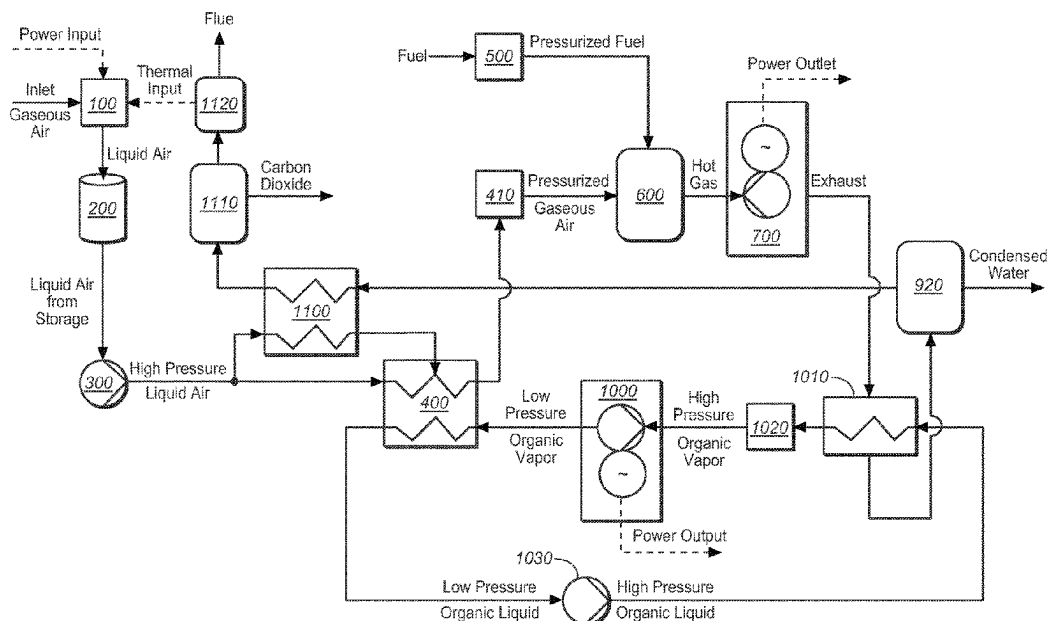 Flue
Power Input
Thermal
Input
Inlet
Gaseous
Air
100
1120
Liquid Air
200
1110
Carbon
Dioxide
Liquid Air
from
Storage
300
High Pressure
Liquid Air
1100
400
Fuel
500
Pressurized Fuel
410
Pressurized
Gaseous Air
600
Hot
Gas
Power Outlet
~
700
Exhaust
920
Condensed
Water
Low
Pressure
Organic
Vapor
1000
~
High
Pressure
Organic
Vapor
1020
1010
Power Output
1030
Low Pressure
Organic Liquid
High Pressure
Organic Liquid